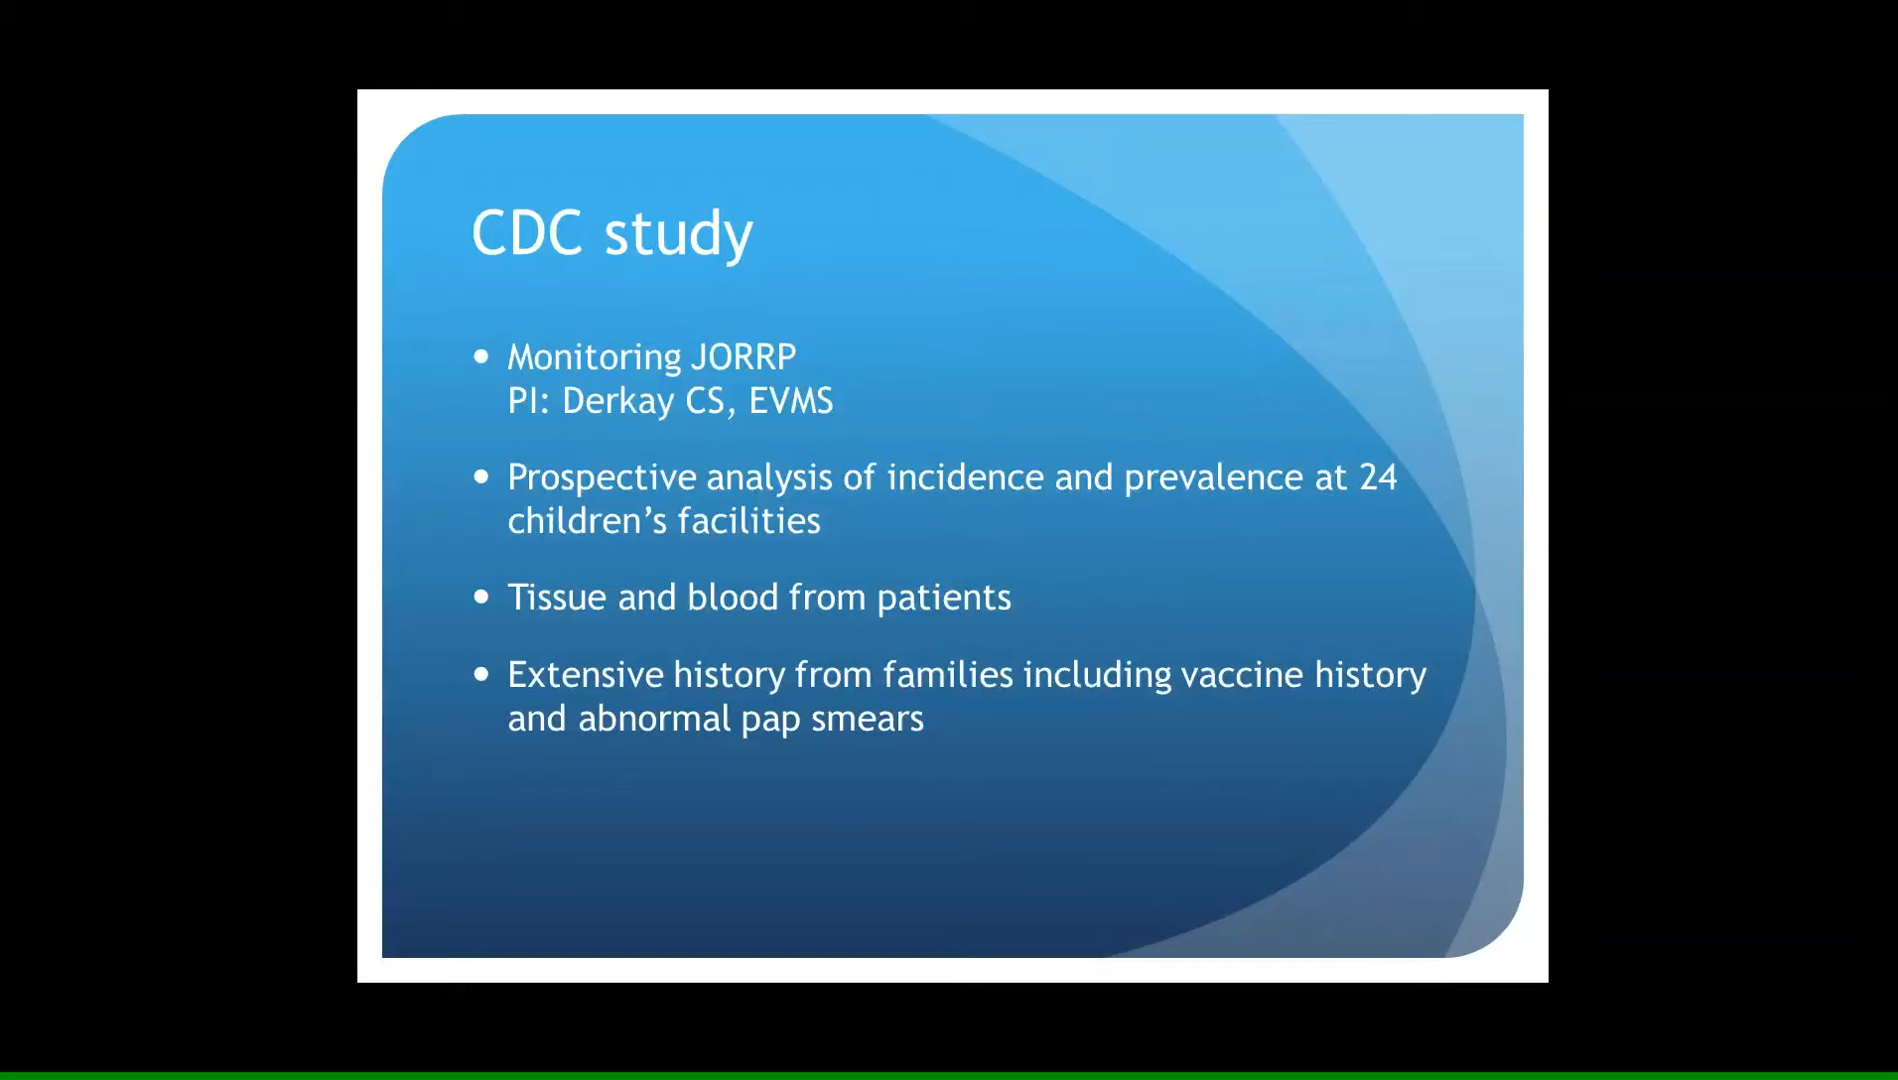 CDC study
• Monitoring JORRP
PI: Derkay CS, EVMS
• Prospective analysis of incidence and prevalence at 24
children’s facilities
• Tissue and blood from patients
• Extensive history from families including vaccine history
and abnormal pap smears